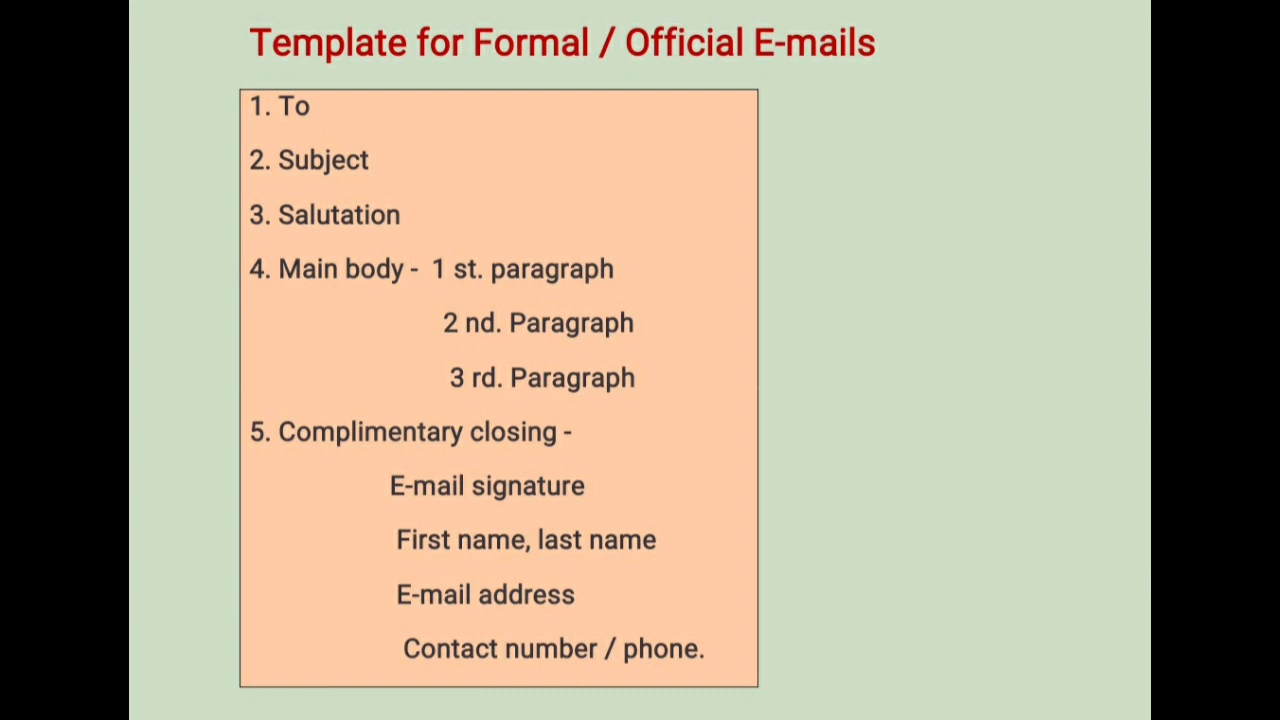 Template for Formal / Official E-mails
1. To
2. Subject
3. Salutation
4. Main body - 1 st. paragraph
2 nd. Paragraph
3 rd. Paragraph
5. Complimentary closing -
E-mail signature
First name, last name
E-mail address
Contact number / phone.